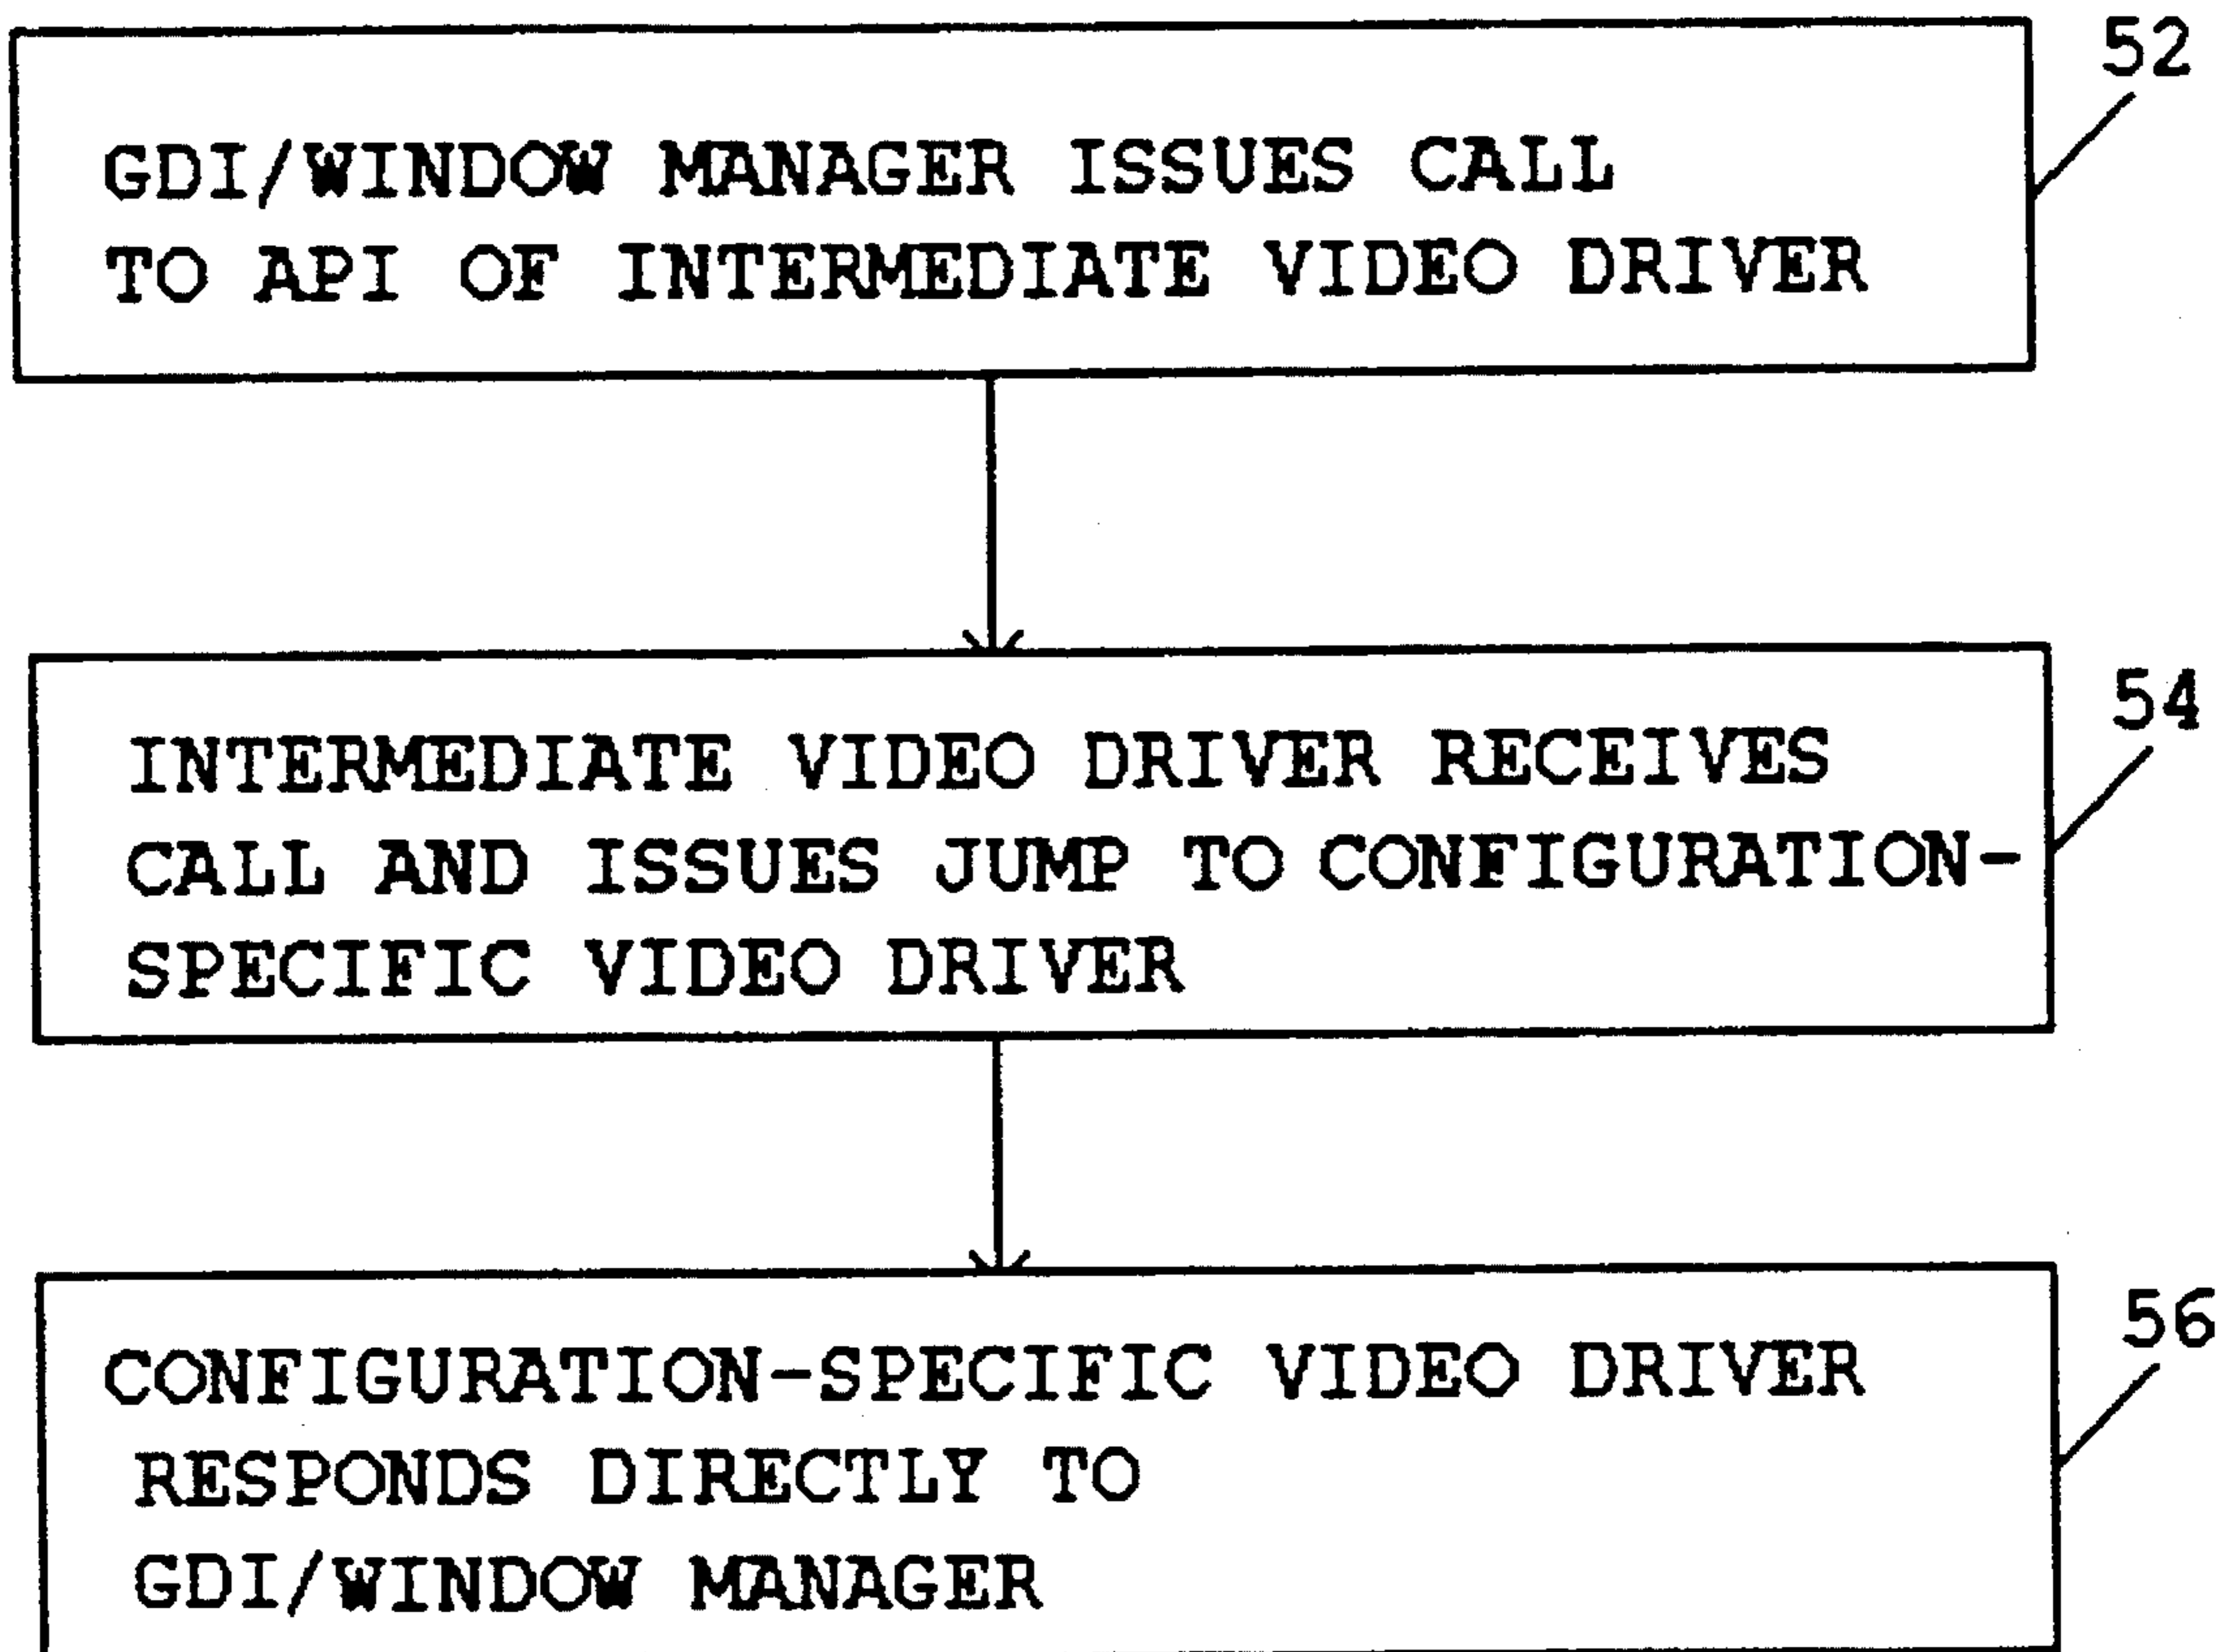 52
GDI/WINDOW MANAGER ISSUES CALL
TO API OF INTERMEDIATE VIDEO DRIVER
54
INTERMEDIATE VIDEO DRIVER RECEIVES
CALL AND ISSUES JUMP TO CONFIGURATION-
SPECIFIC VIDEO DRIVER
56
CONFIGURATION-SPECIFIC VIDEO DRIVER
RESPONDS DIRECTLY TO
GDI/WINDOW MANAGER